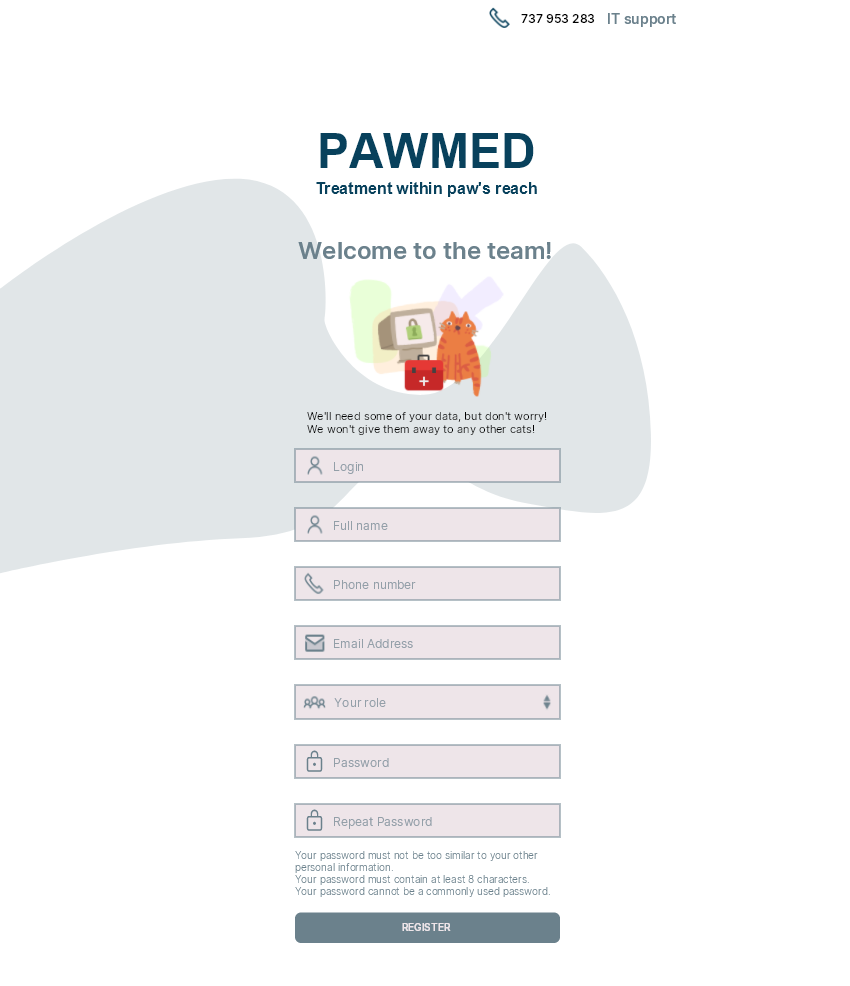 737 953 283 IT support
PAWMED
Treatment within paw's reach
Welcome to the team!
We'll need some of your data, but don't worry!
We won't give them away to any other cats!
Login
Full name
Phone number
Email Address
Your role
Password
Repeat Password
Your password must not be too similar to your other
personal information.
Your password must contain at least 8 characters.
Your password cannot be a commonly used password.
REGISTER